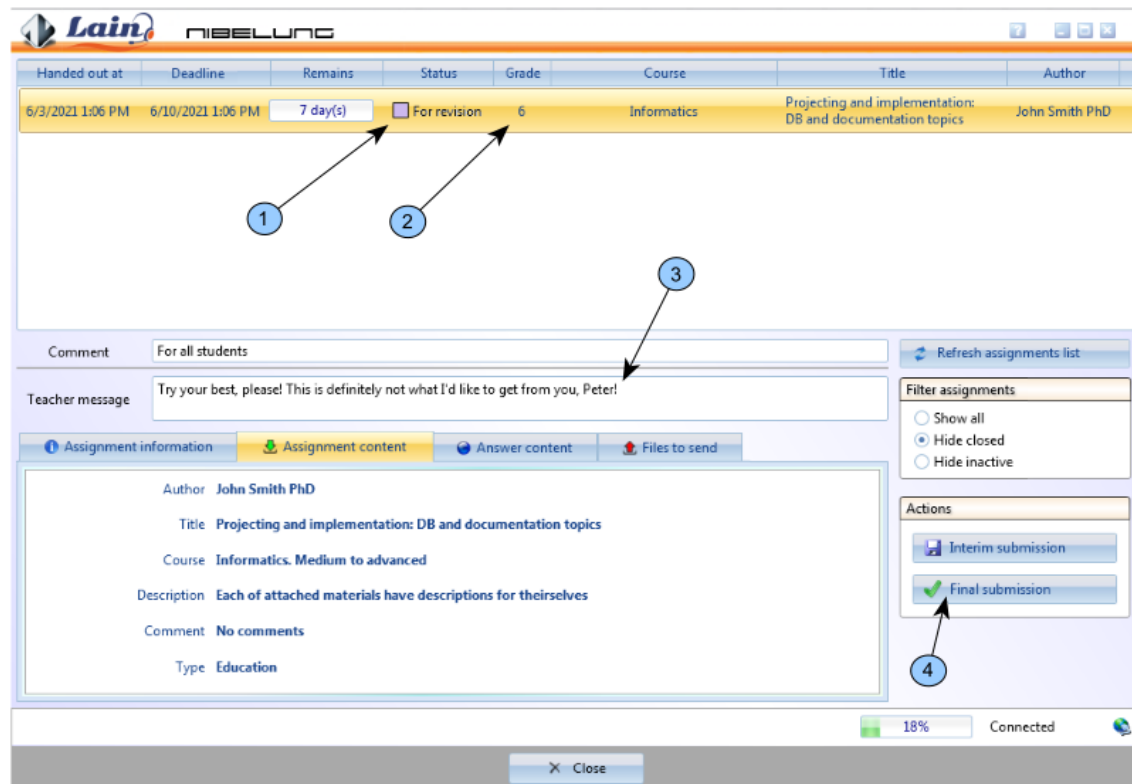 Lain
NIBELUNG
?
Handed out at Deadline Remains Status Grade Course Title Author
6/3/2021 1:06 PM 6/10/2021 1:06 PM 7 day(s) For revision 6 Informatics Projecting and implementation: John Smith PhD
DB and documentation topics
1
2
3
Comment For all students
Refresh assignments list
Teacher message Try your best, please! This is definitely not what I'd like to get from you, Peter!
Filter assignments
Show all
Hide closed
Hide inactive
Assignment information Assignment content Answer content Files to send
Author John Smith PhD
Title Projecting and implementation: DB and documentation topics
Course Informatics. Medium to advanced
Description Each of attached materials have descriptions for theirselves
Comment No comments
Type Education
Actions
Interim submission
Final submission
4
18% Connected
Close